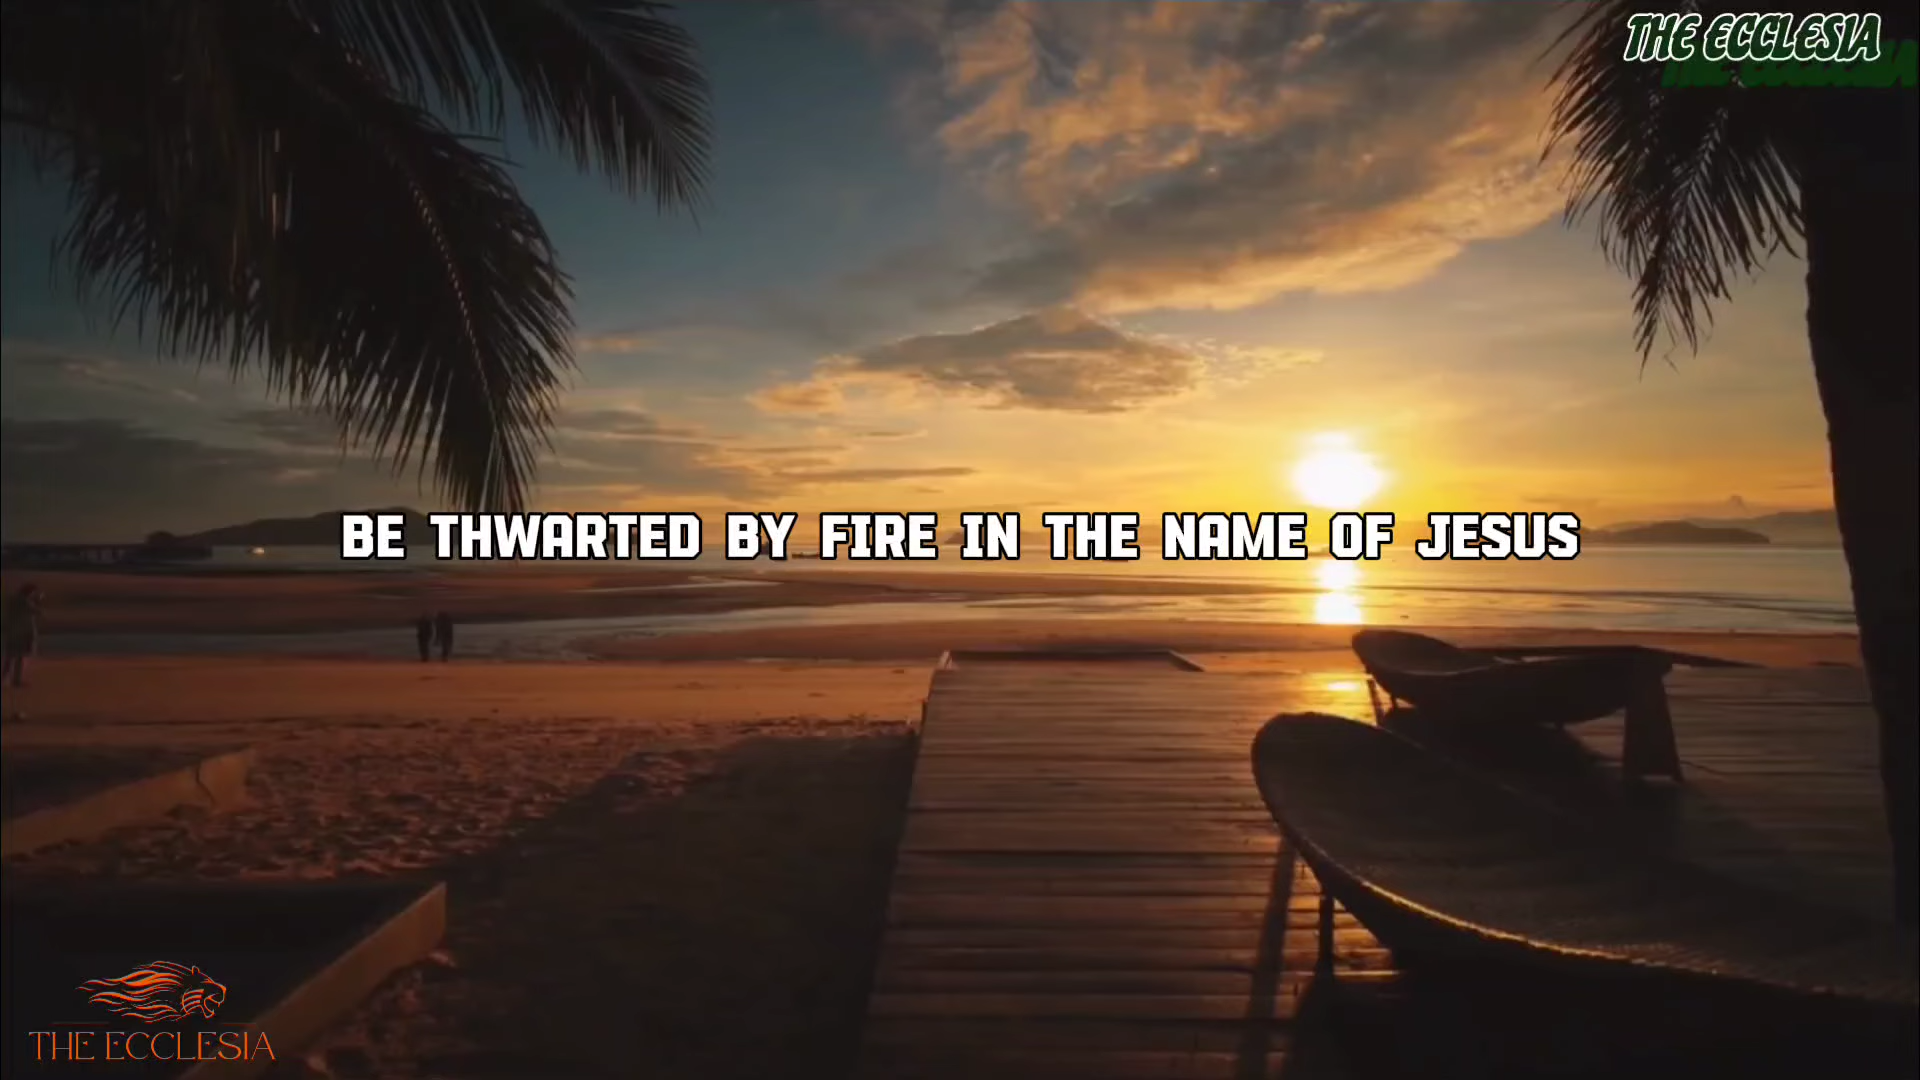 THE ECCLESIA
BE THWARTED BY FIRE IN THE NAME OF JESUS
THE ECCLESIA